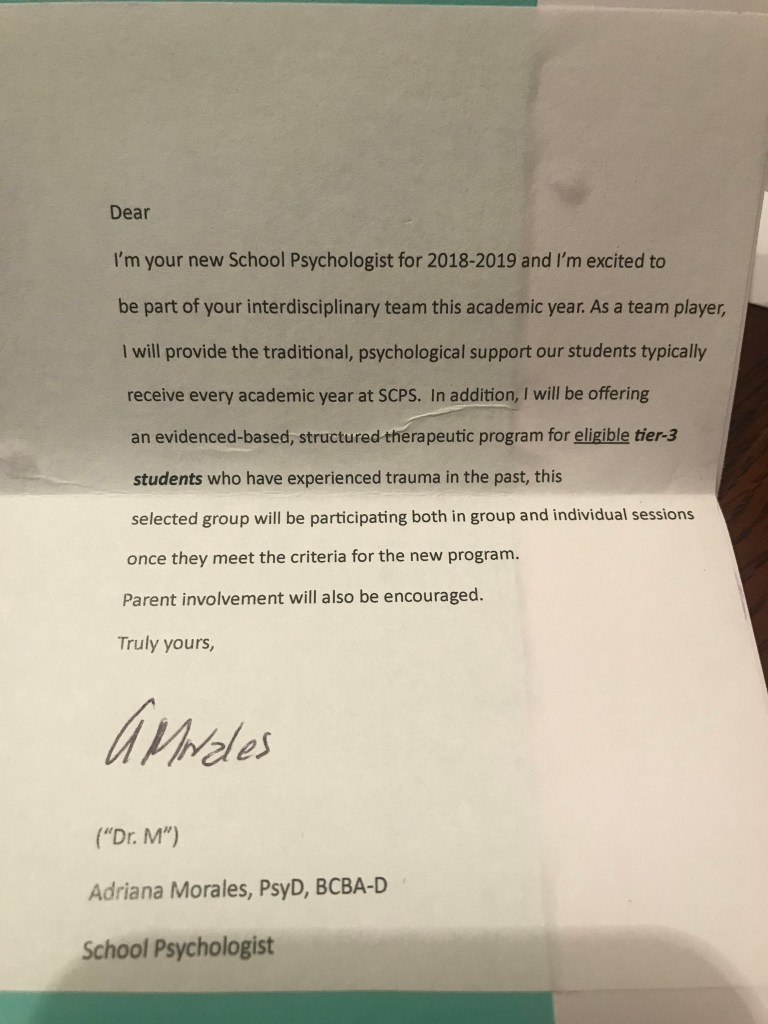 Dear
I'm your new School Psychologist for 2018-2019 and I'm excited to
be part of your interdisciplinary team this academic year. As a team player,
I will provide the traditional, psychological support our students typically
receive every academic year at SCPS. In addition, I will be offering
an evidenced-based, structured therapeutic program for eligible tier-3
students who have experienced trauma in the past, this
selected group will be participating both in group and individual sessions
once they meet the criteria for the new program.
Parent involvement will also be encouraged.
Truly yours,
A Morales
("Dr. M")
Adriana Morales, PsyD, BCBA-D
School Psychologist